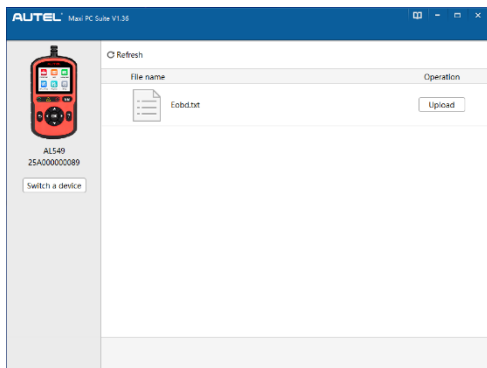 AUTEL Maxi PC Suite V1.36
Refresh
File name Operation
Eobd.txt Upload
AL549
25A000000089
Switch a device